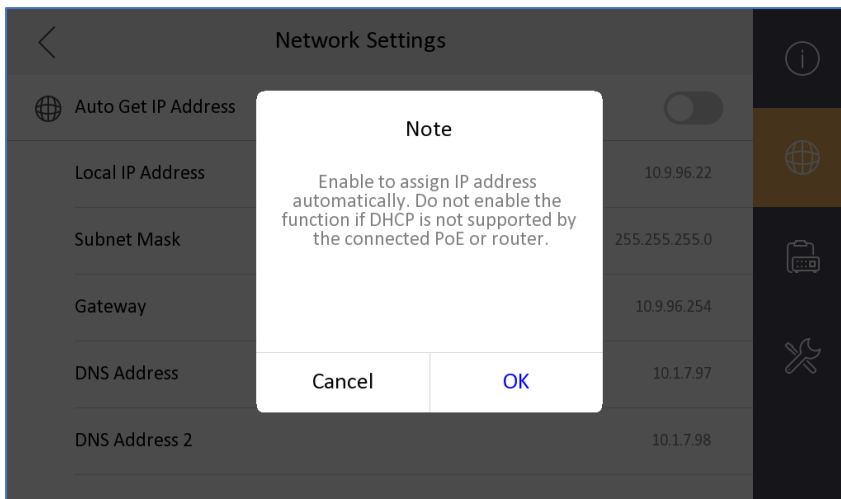 Network Settings
Auto Get IP Address
Note
Enable to assign IP address
automatically. Do not enable the
function if DHCP is not supported by
the connected PoE or router.
Cancel OK
Local IP Address 10.9.96.22
Subnet Mask 255.255.255.0
Gateway 10.9.96.254
DNS Address 10.1.7.97
DNS Address 2 10.1.7.98